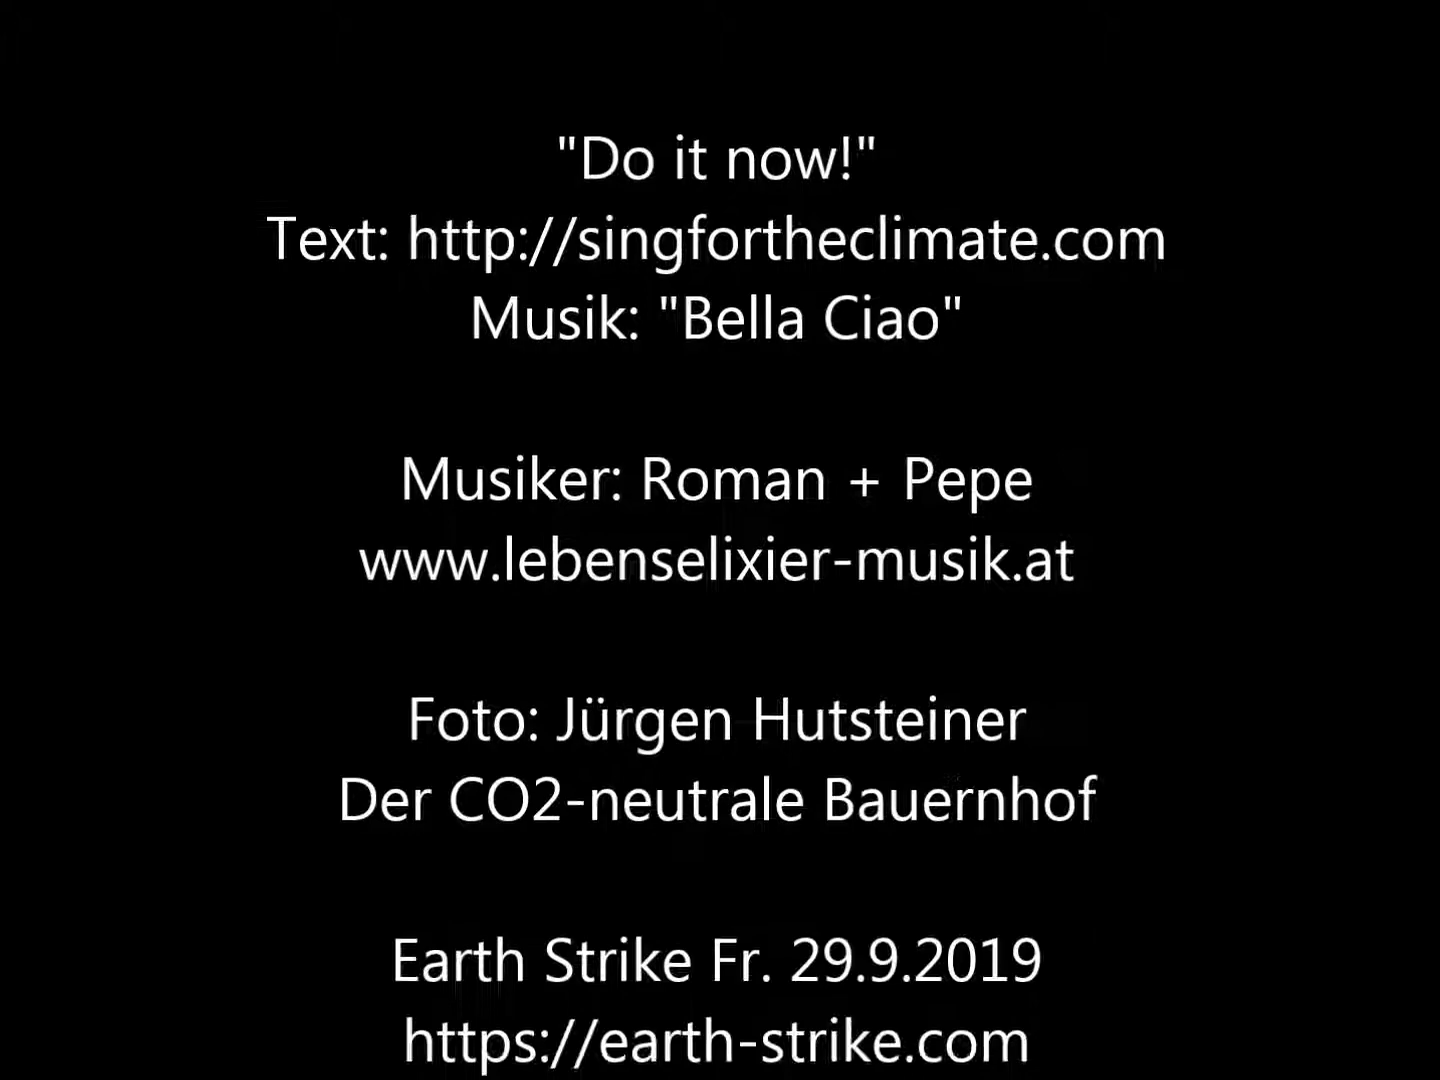 "Do it now!"
Text: http://singfortheclimate.com
Musik: "Bella Ciao"
Musiker: Roman + Pepe
www.lebenselixier-musik.at
Foto: Jürgen Hutsteiner
Der CO2-neutrale Bauernhof
Earth Strike Fr. 29.9.2019
https://earth-strike.com